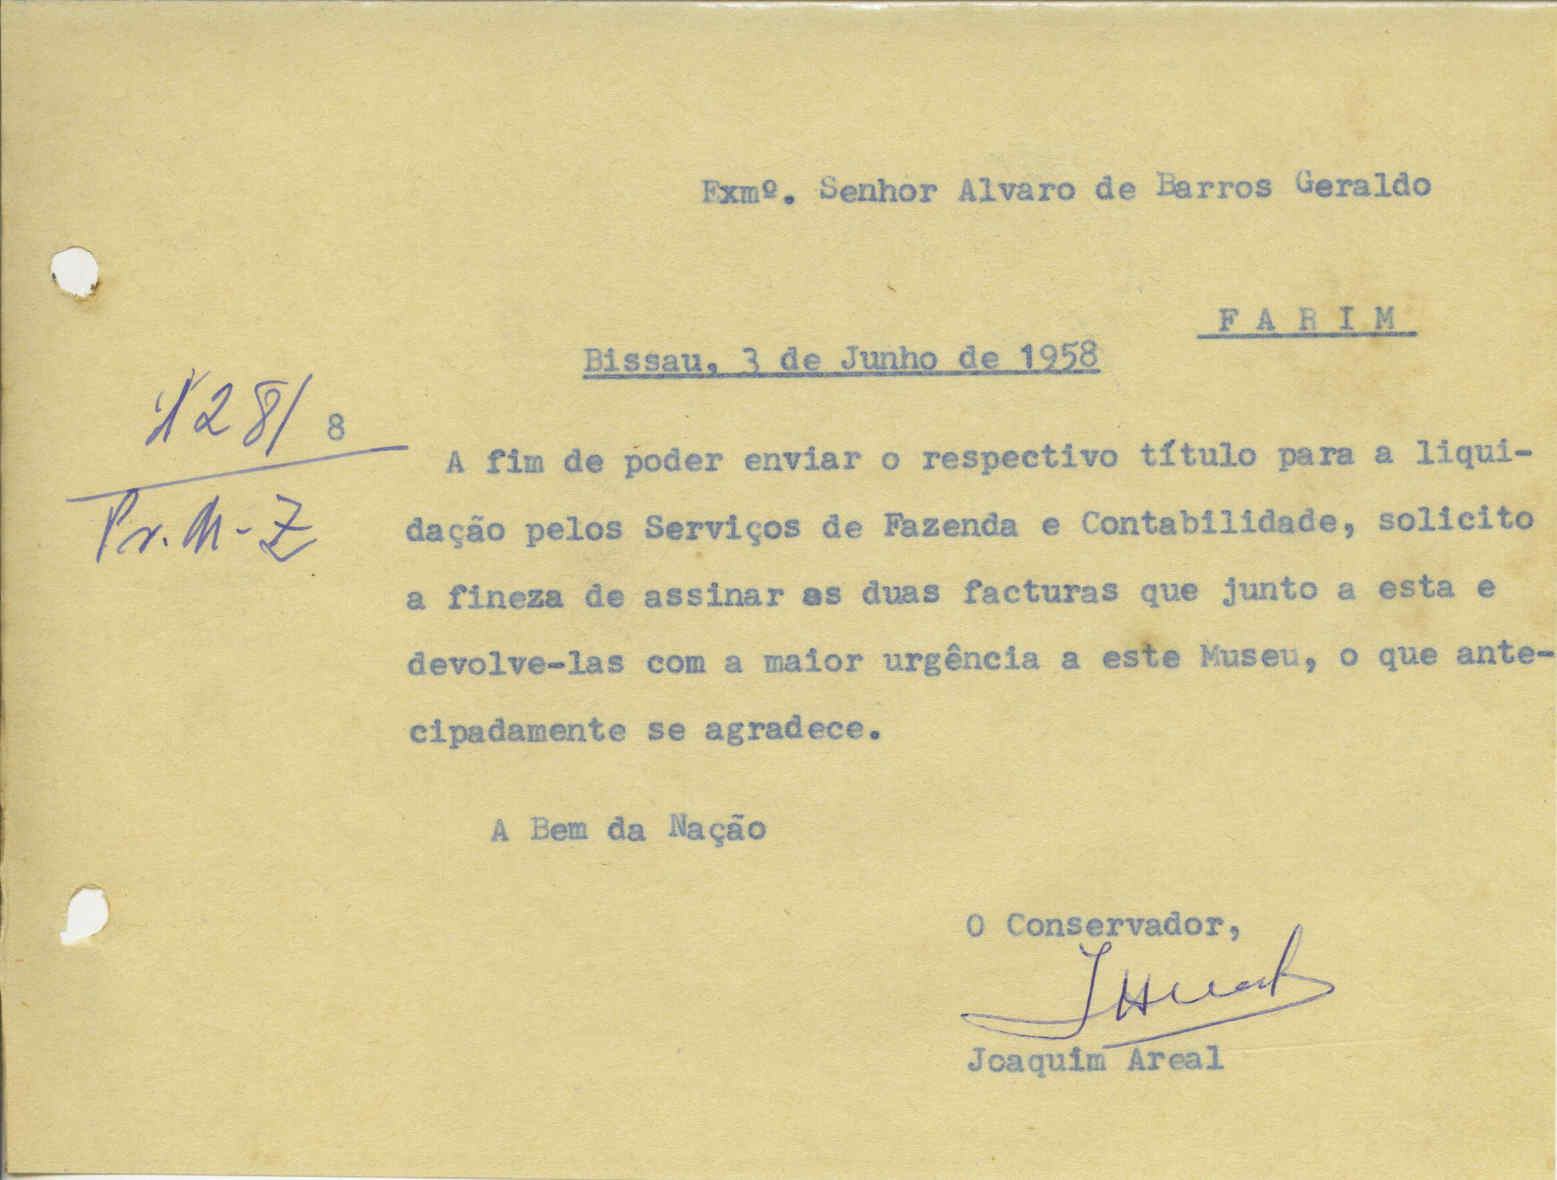 Exmº. Senhor Alvaro de Barros Geraldo
F A R I M
Bissau, 3 de Junho de 1958
128/8
Pr. M-Z
A fim de poder enviar o respectivo título para a liqui-
dação pelos Serviços de Fazenda e Contabilidade, solicito
a fineza de assinar as duas facturas que junto a esta e
devolve-las com a maior urgência a este Museu, o que ante-
cipadamente se agradece.
A Bem da Nação
O Conservador,
Joaquim Areal